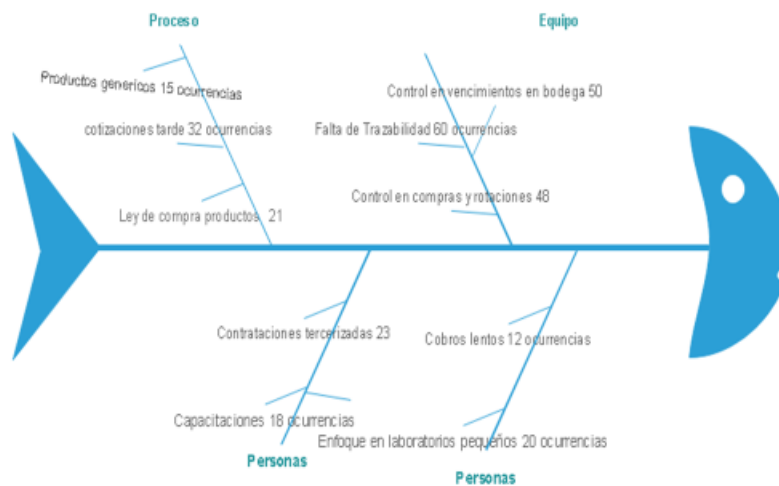 Proceso
Equipo
Productos genericos 15 ocurrencias
Control en vencimientos en bodega 50
cotizaciones tarde 32 ocurrencias
Falta de Trazabilidad 60 ocurrencias
Control en compras y rotaciones 48
Ley de compra productos 21
Contrataciones tercerizadas 23
Cobros lentos 12 ocurrencias
Capacitaciones 18 ocurrencias
Enfoque en laboratorios pequeños 20 ocurrencias
Personas
Personas